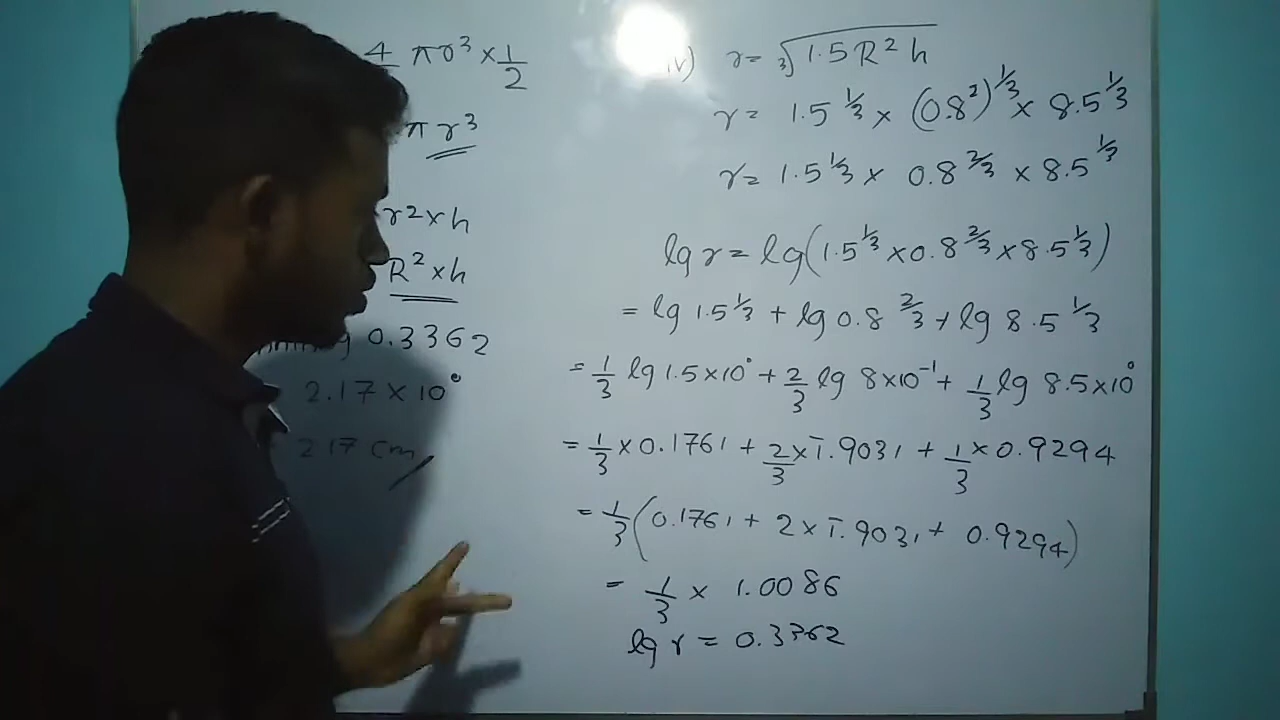 4/3 πr³ × 1/2
πr³
r² × h
R² × h
0.3362
2.17 × 10⁰
2.17 cm
iv) r = ∛(1.5R²h)
r = 1.5^(1/3) × (0.8²)^(1/3) × 8.5^(1/3)
r = 1.5^(1/3) × 0.8^(2/3) × 8.5^(1/3)
lg r = lg(1.5^(1/3) × 0.8^(2/3) × 8.5^(1/3))
= lg 1.5^(1/3) + lg 0.8^(2/3) + lg 8.5^(1/3)
= 1/3 lg 1.5×10⁰ + 2/3 lg 8×10⁻¹ + 1/3 lg 8.5×10⁰
= 1/3 × 0.1761 + 2/3 × 1̄.9031 + 1/3 × 0.9294
= 1/3 (0.1761 + 2 × 1̄.9031 + 0.9294)
= 1/3 × 1.0086
lg r = 0.3362